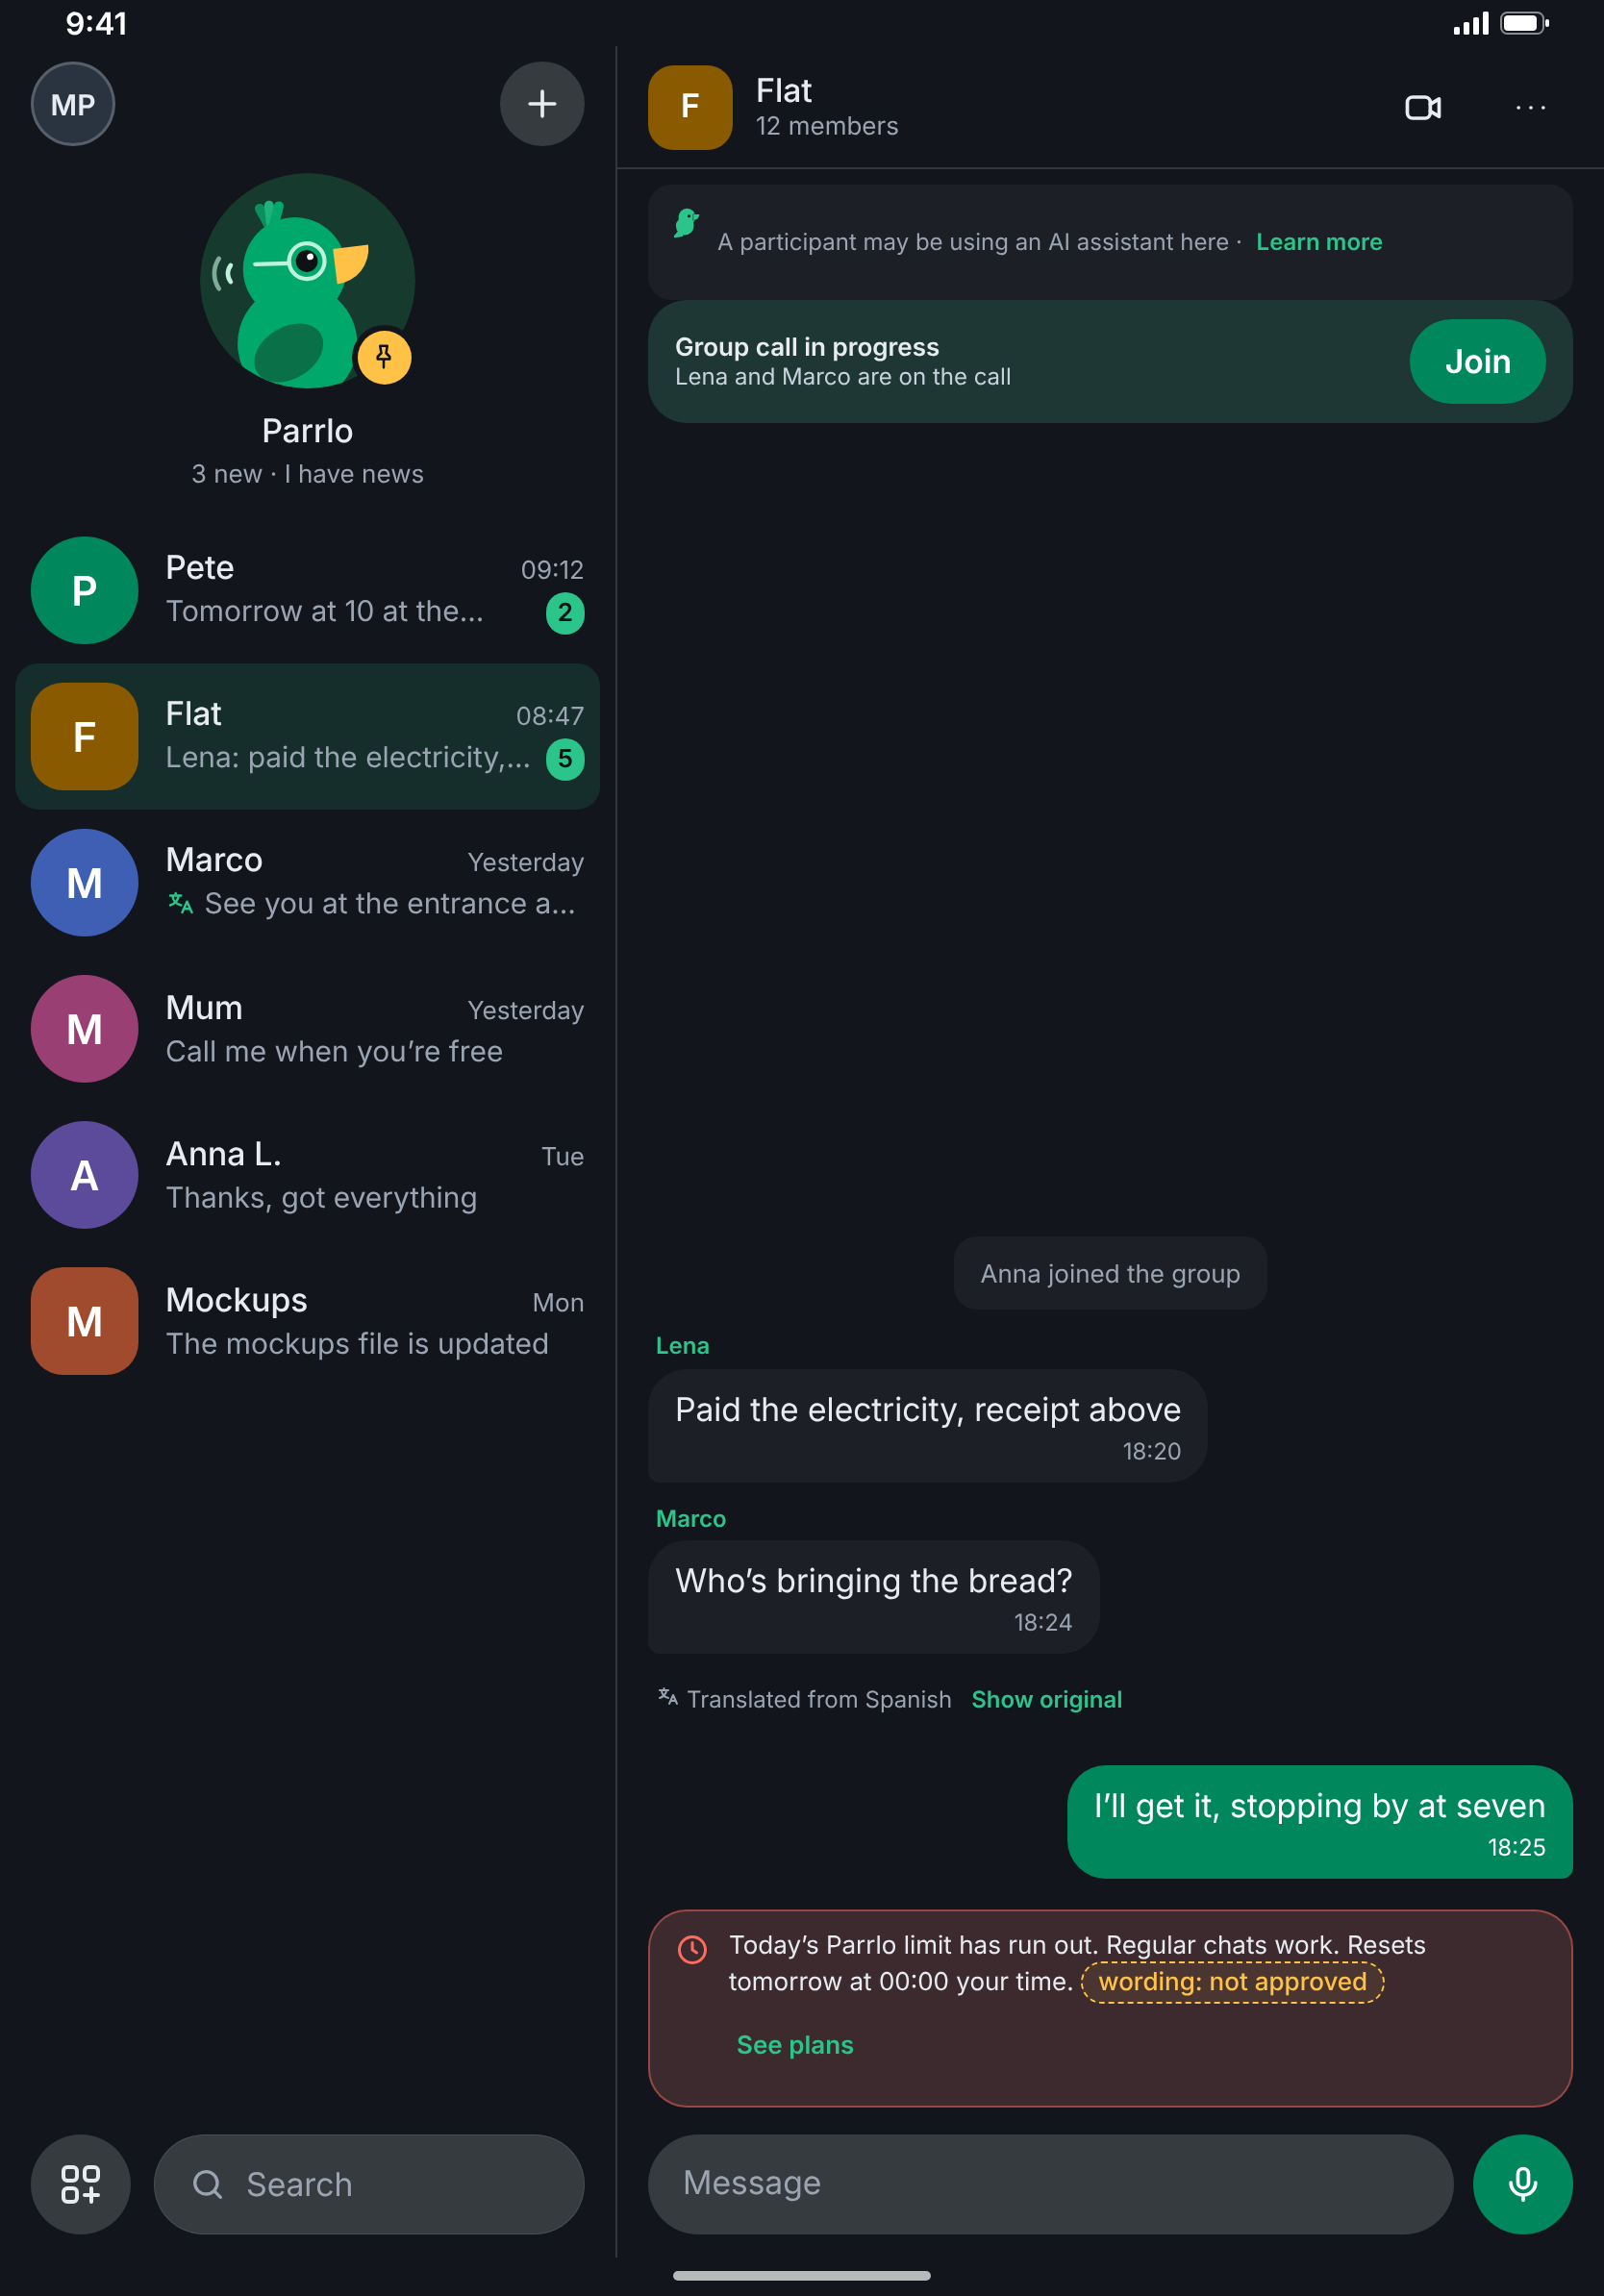 9:41
MP
Parrlo
3 new · I have news
P
Pete
09:12
Tomorrow at 10 at the...
2
F
Flat
08:47
Lena: paid the electricity,...
5
M
Marco
Yesterday
See you at the entrance a...
M
Mum
Yesterday
Call me when you’re free
A
Anna L.
Tue
Thanks, got everything
M
Mockups
Mon
The mockups file is updated
Search
F
Flat
12 members
A participant may be using an AI assistant here · Learn more
Group call in progress
Lena and Marco are on the call
Join
Anna joined the group
Lena
Paid the electricity, receipt above
18:20
Marco
Who’s bringing the bread?
18:24
Translated from Spanish Show original
I’ll get it, stopping by at seven
18:25
Today’s Parrlo limit has run out. Regular chats work. Resets
tomorrow at 00:00 your time. wording: not approved
See plans
Message